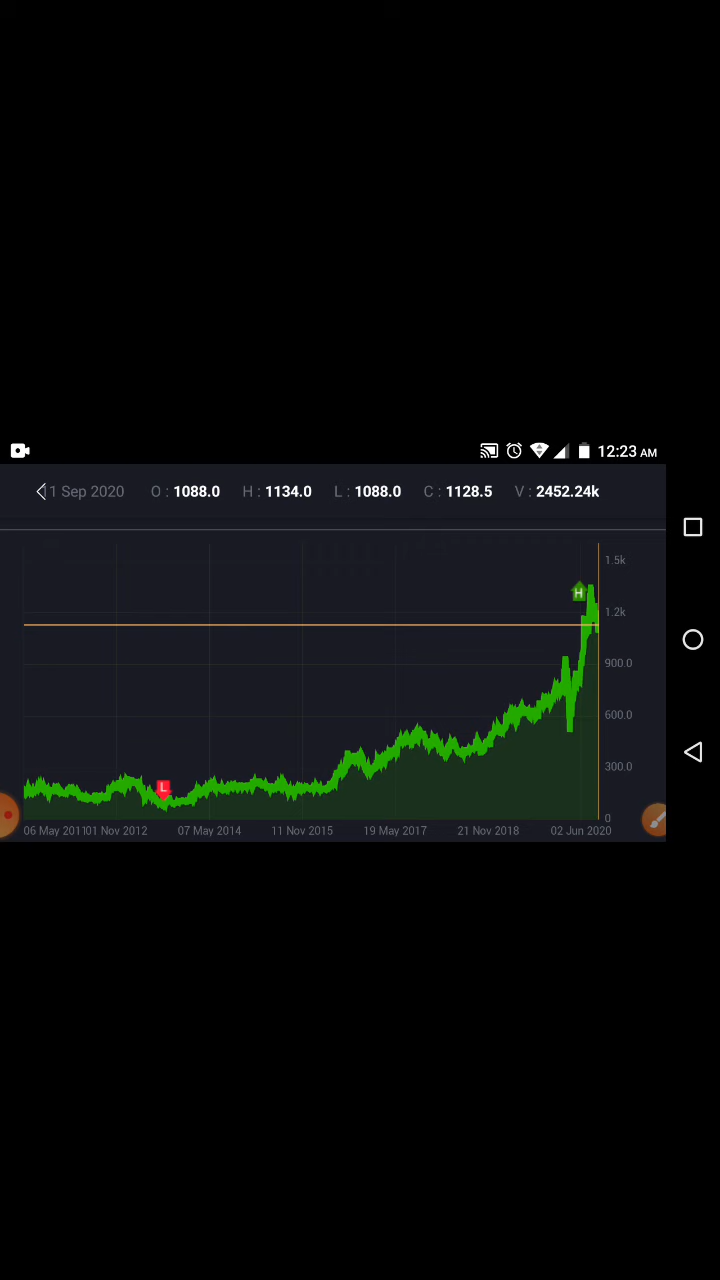 12:23 AM
11 Sep 2020 O : 1088.0 H : 1134.0 L : 1088.0 C : 1128.5 V : 2452.24k
1.5k
H
1.2k
900.0
600.0
300.0
L
0
06 May 2011 01 Nov 2012 07 May 2014 11 Nov 2015 19 May 2017 21 Nov 2018 02 Jun 2020